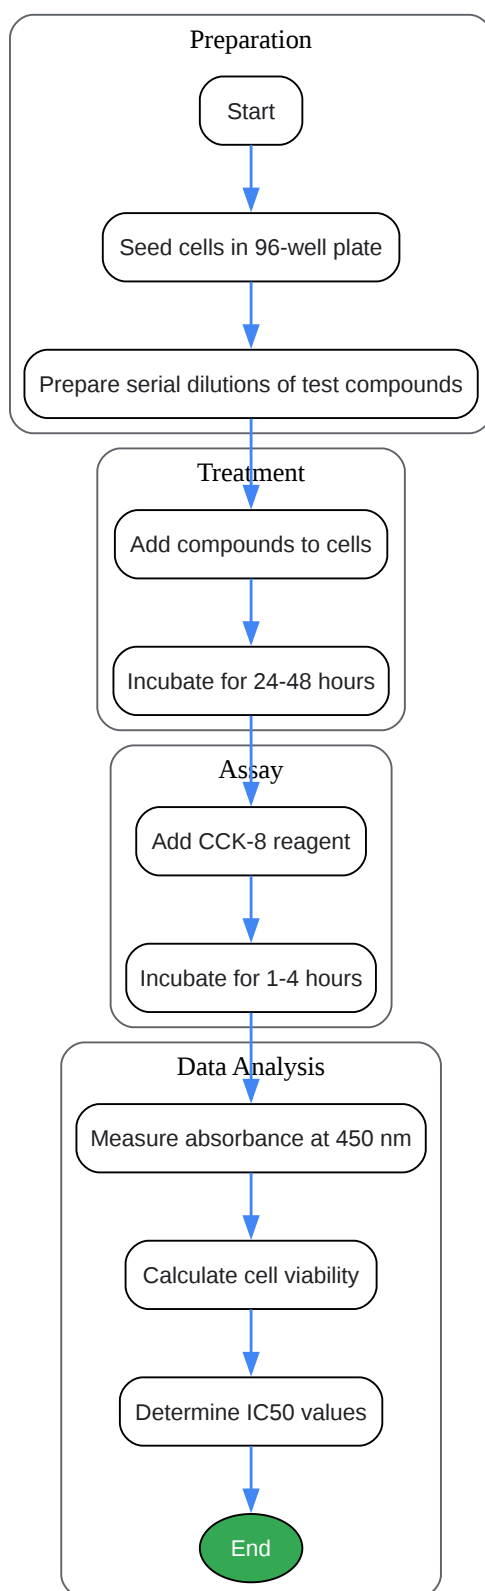 Preparation
Start
Seed cells in 96-well plate
Prepare serial dilutions of test compounds
Treatment
Add compounds to cells
Incubate for 24-48 hours
Assay
Add CCK-8 reagent
Incubate for 1-4 hours
Data Analysis
Measure absorbance at 450 nm
Calculate cell viability
Determine IC50 values
End